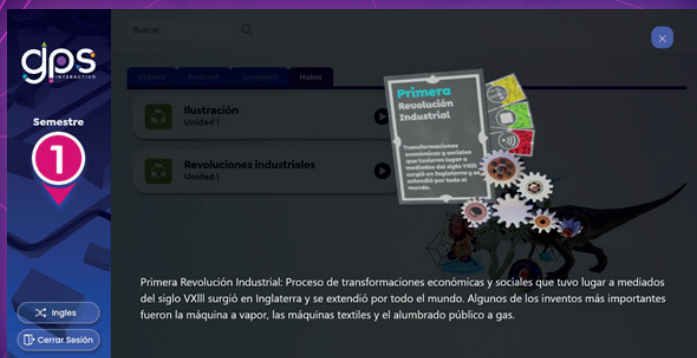 gps
INTERACTIVO
Semestre
1
Ingles
Cerrar Sesión
Buscar
Videos Podcast Juegos Holos
Ilustración
Unidad 1
Revoluciones industriales
Unidad 1
Primera
Revolución
Industrial
Transformaciones
económicas y sociales
que tuvieron lugar a
mediados del siglo VXIII
surgió en Inglaterra y se
extendió por todo el
mundo.
Primera Revolución Industrial: Proceso de transformaciones económicas y sociales que tuvo lugar a mediados
del siglo VXIII surgió en Inglaterra y se extendió por todo el mundo. Algunos de los inventos más importantes
fueron la máquina a vapor, las máquinas textiles y el alumbrado público a gas.